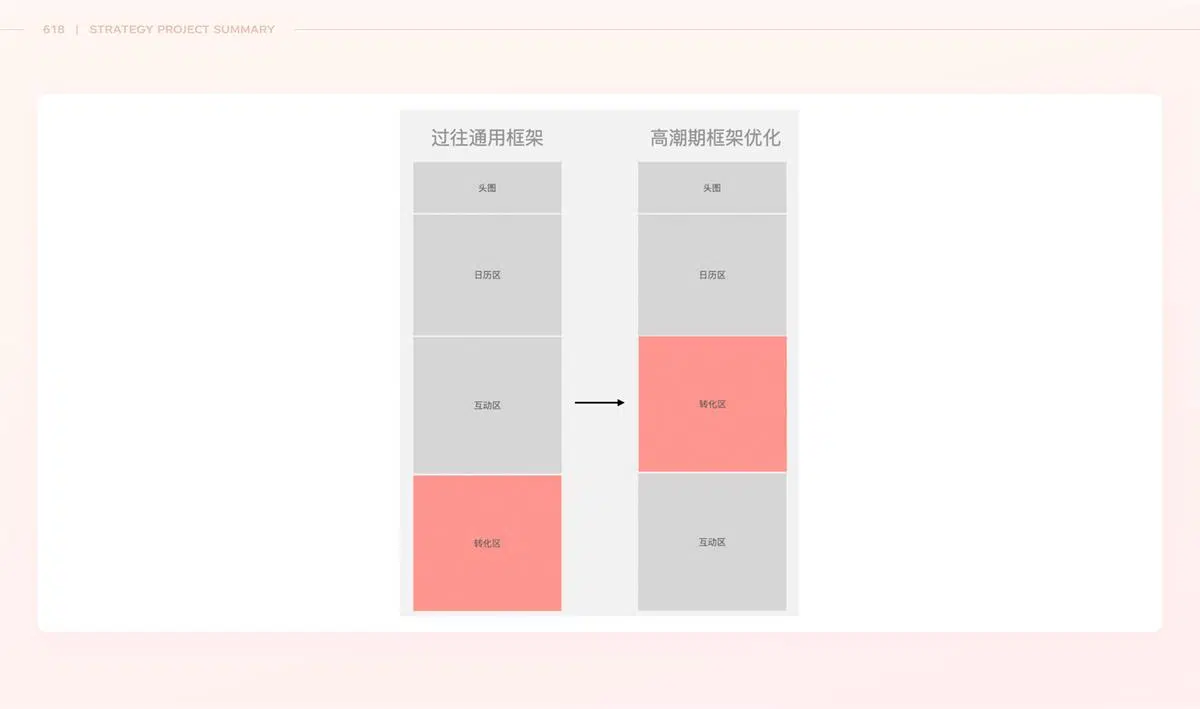 618 | STRATEGY PROJECT SUMMARY
过往通用框架
头图
日历区
互动区
转化区
高潮期框架优化
头图
日历区
转化区
互动区